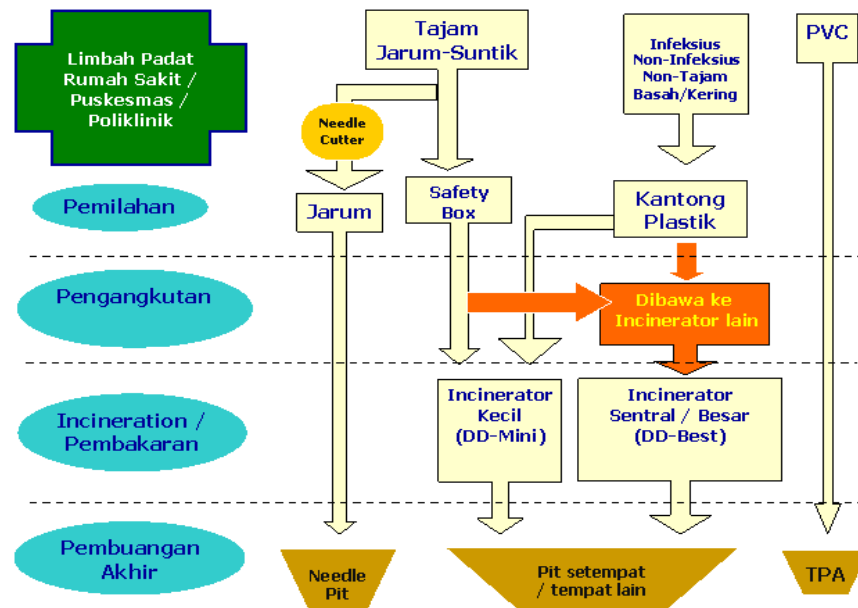 Limbah Padat
Rumah Sakit /
Puskesmas /
Poliklinik
Tajam
Jarum-Suntik
Infeksius
Non-Infeksius
Non-Tajam
Basah/Kering
PVC
Needle
Cutter
Pemilahan
Jarum
Safety
Box
Kantong
Plastik
Pengangkutan
Dibawa ke
Incinerator lain
Incineration /
Pembakaran
Incinerator
Kecil
(DD-Mini)
Incinerator
Sentral / Besar
(DD-Best)
Pembuangan
Akhir
Needle
Pit
Pit setempat
/ tempat lain
TPA